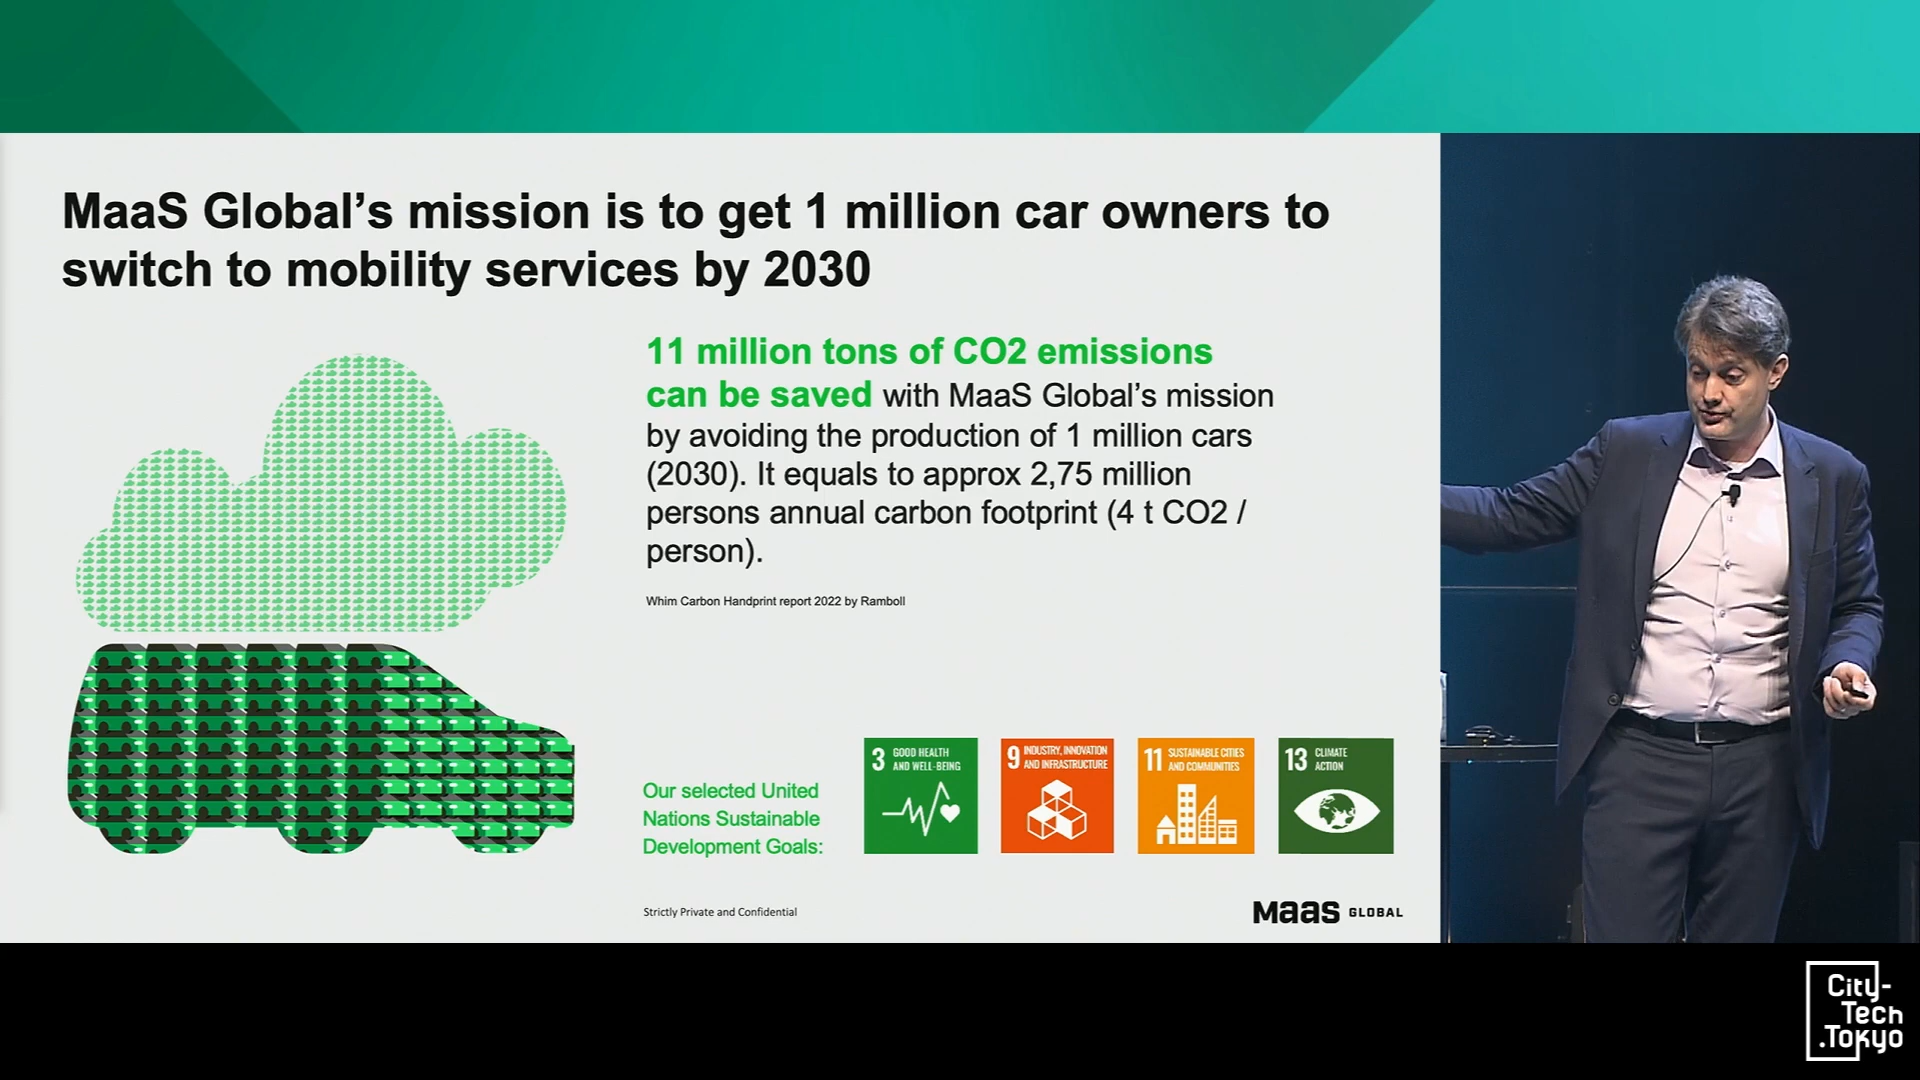 MaaS Global’s mission is to get 1 million car owners to
switch to mobility services by 2030
11 million tons of CO2 emissions
can be saved with MaaS Global’s mission
by avoiding the production of 1 million cars
(2030). It equals to approx 2,75 million
persons annual carbon footprint (4 t CO2 /
person).
Whim Carbon Handprint report 2022 by Ramboll
Our selected United
Nations Sustainable
Development Goals:
3 GOOD HEALTH
AND WELL-BEING
9 INDUSTRY, INNOVATION
AND INFRASTRUCTURE
11 SUSTAINABLE CITIES
AND COMMUNITIES
13 CLIMATE
ACTION
Strictly Private and Confidential
MaaS GLOBAL
City-
Tech
.Tokyo